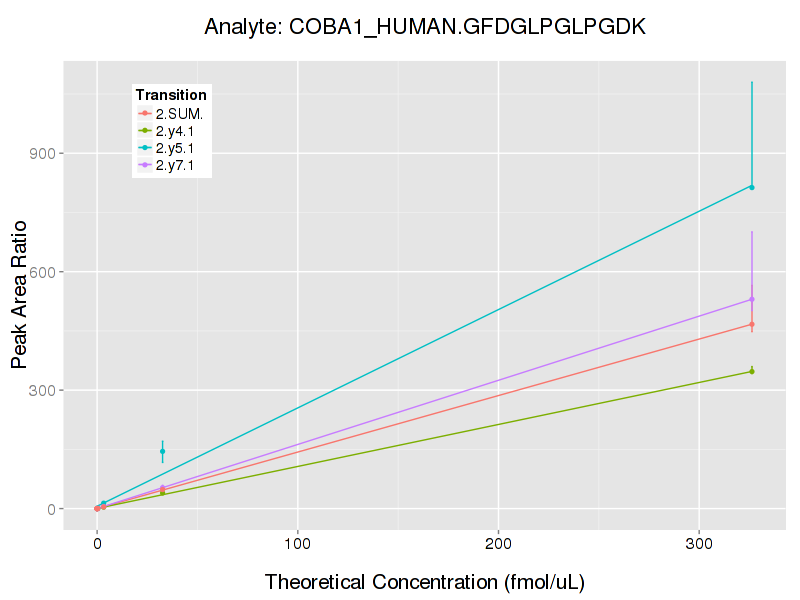 Analyte: COBA1_HUMAN.GFDGLPGLPGDK
Transition
2.SUM.
2.y4.1
2.y5.1
2.y7.1
900
600
300
0
Peak Area Ratio
0 100 200 300
Theoretical Concentration (fmol/uL)